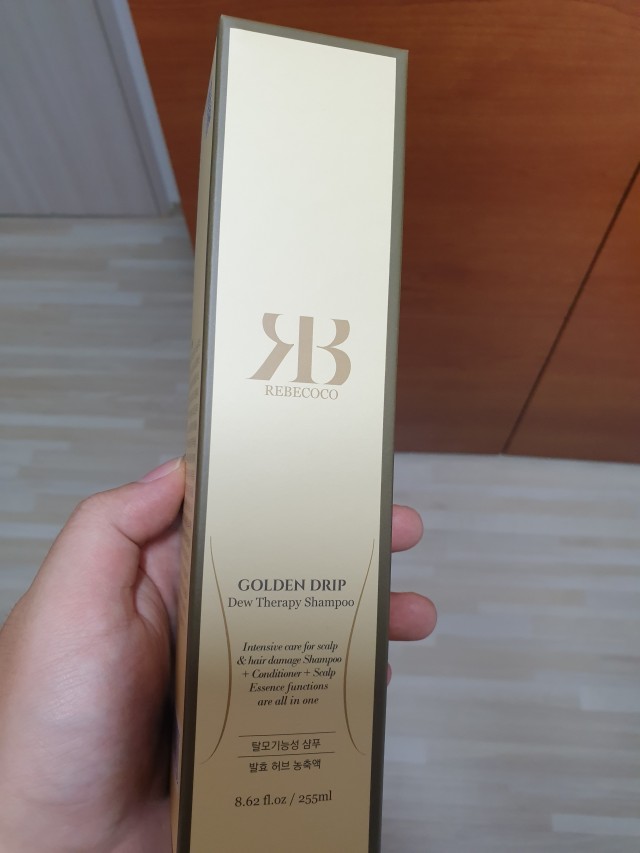 RB
REBECOCO
GOLDEN DRIP
Dew Therapy Shampoo
Intensive care for scalp
& hair damage Shampoo
+ Conditioner + Scalp
Essence functions
are all in one
탈모기능성 샴푸
발효 허브 농축액
8.62 fl.oz / 255ml